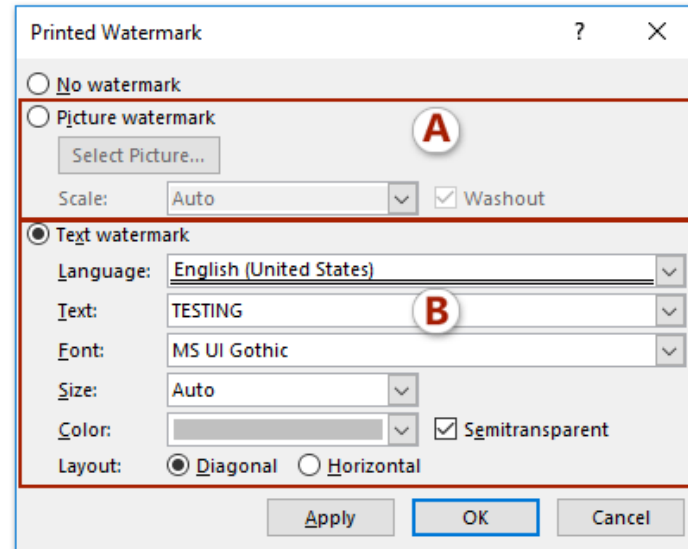 Printed Watermark ? X
No watermark
Picture watermark
A
Select Picture...
Scale: Auto Washout
Text watermark
Language: English (United States)
Text: TESTING
B
Font: MS UI Gothic
Size: Auto
Color: Semitransparent
Layout: Diagonal Horizontal
Apply OK Cancel